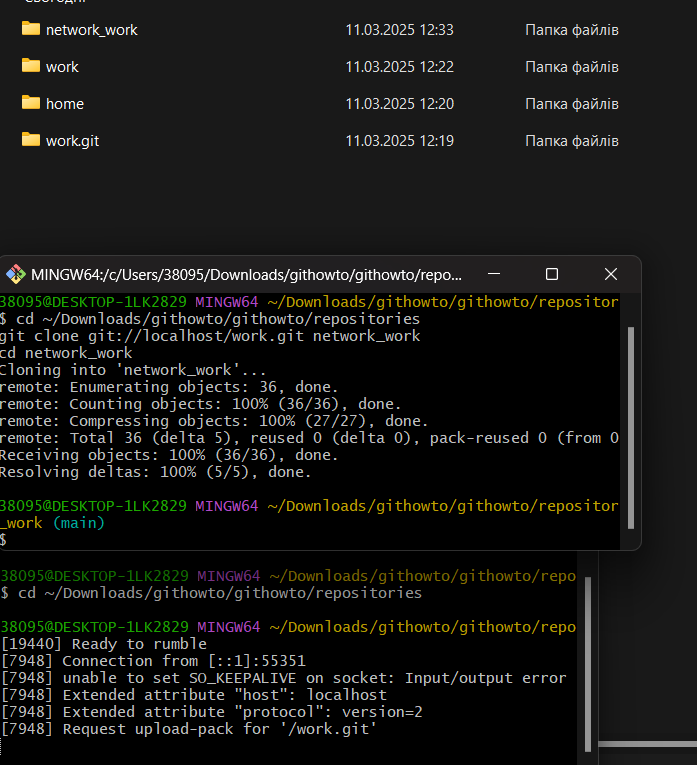 сьогодні
network_work 11.03.2025 12:33 Папка файлів
work 11.03.2025 12:22 Папка файлів
home 11.03.2025 12:20 Папка файлів
work.git 11.03.2025 12:19 Папка файлів
MINGW64:/c/Users/38095/Downloads/githowto/githowto/repo...
38095@DESKTOP-1LK2829 MINGW64 ~/Downloads/githowto/githowto/repositor
$ cd ~/Downloads/githowto/githowto/repositories
git clone git://localhost/work.git network_work
cd network_work
Cloning into 'network_work'...
remote: Enumerating objects: 36, done.
remote: Counting objects: 100% (36/36), done.
remote: Compressing objects: 100% (27/27), done.
remote: Total 36 (delta 5), reused 0 (delta 0), pack-reused 0 (from 0
Receiving objects: 100% (36/36), done.
Resolving deltas: 100% (5/5), done.
38095@DESKTOP-1LK2829 MINGW64 ~/Downloads/githowto/githowto/repositor
_work (main)
$
38095@DESKTOP-1LK2829 MINGW64 ~/Downloads/githowto/githowto/repo
$ cd ~/Downloads/githowto/githowto/repositories
38095@DESKTOP-1LK2829 MINGW64 ~/Downloads/githowto/githowto/repo
[19440] Ready to rumble
[7948] Connection from [::1]:55351
[7948] unable to set SO_KEEPALIVE on socket: Input/output error
[7948] Extended attribute "host": localhost
[7948] Extended attribute "protocol": version=2
[7948] Request upload-pack for '/work.git'